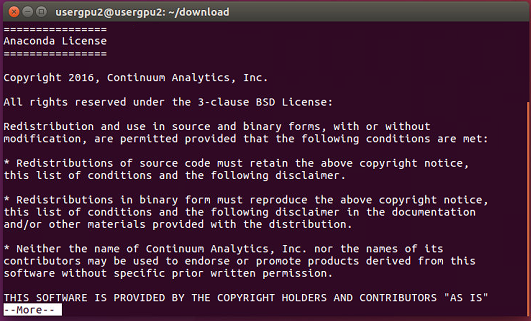 usergpu2@usergpu2: ~/download
================
Anaconda License
================
Copyright 2016, Continuum Analytics, Inc.
All rights reserved under the 3-clause BSD License:
Redistribution and use in source and binary forms, with or without
modification, are permitted provided that the following conditions are met:
* Redistributions of source code must retain the above copyright notice,
this list of conditions and the following disclaimer.
* Redistributions in binary form must reproduce the above copyright notice,
this list of conditions and the following disclaimer in the documentation
and/or other materials provided with the distribution.
* Neither the name of Continuum Analytics, Inc. nor the names of its
contributors may be used to endorse or promote products derived from this
software without specific prior written permission.
THIS SOFTWARE IS PROVIDED BY THE COPYRIGHT HOLDERS AND CONTRIBUTORS "AS IS"
--More--